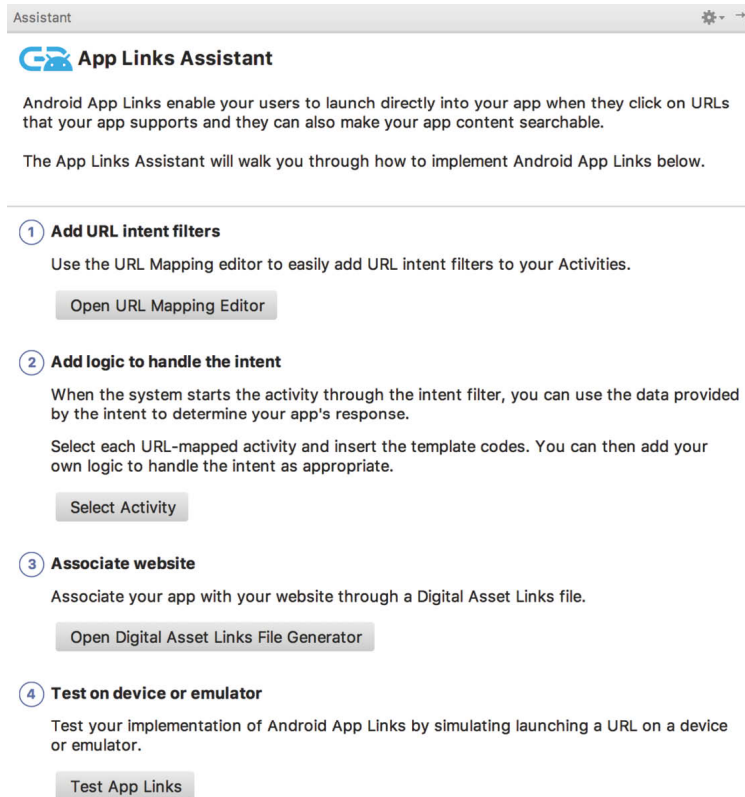 Assistant
App Links Assistant
Android App Links enable your users to launch directly into your app when they click on URLs
that your app supports and they can also make your app content searchable.
The App Links Assistant will walk you through how to implement Android App Links below.
1 Add URL intent filters
Use the URL Mapping editor to easily add URL intent filters to your Activities.
Open URL Mapping Editor
2 Add logic to handle the intent
When the system starts the activity through the intent filter, you can use the data provided
by the intent to determine your app's response.
Select each URL-mapped activity and insert the template codes. You can then add your
own logic to handle the intent as appropriate.
Select Activity
3 Associate website
Associate your app with your website through a Digital Asset Links file.
Open Digital Asset Links File Generator
4 Test on device or emulator
Test your implementation of Android App Links by simulating launching a URL on a device
or emulator.
Test App Links